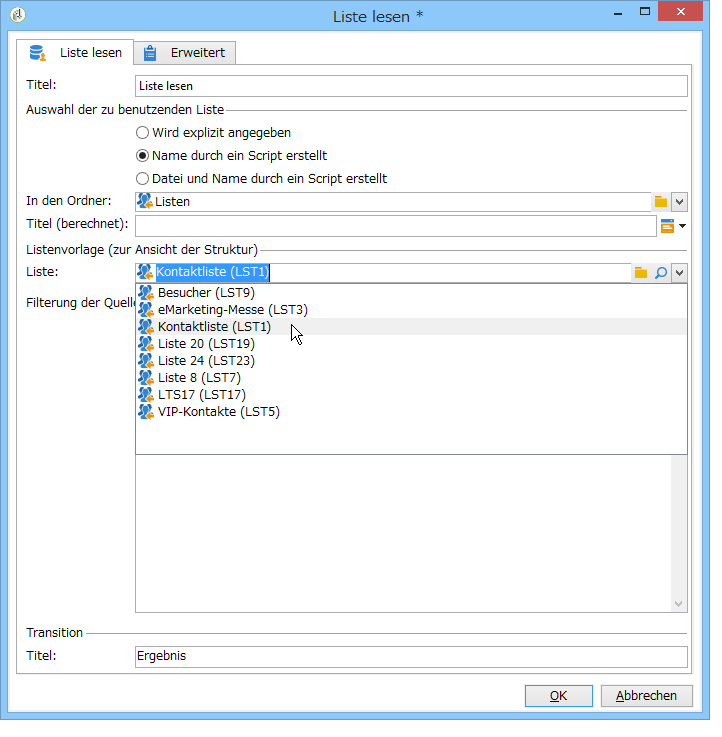 Liste lesen *
Liste lesen Erweitert
Titel: Liste lesen
Auswahl der zu benutzenden Liste
Wird explizit angegeben
Name durch ein Script erstellt
Datei und Name durch ein Script erstellt
In den Ordner: Listen
Titel (berechnet):
Listenvorlage (zur Ansicht der Struktur)
Liste: Kontaktliste (LST1)
Filterung der Quell
Besucher (LST9)
eMarketing-Messe (LST3)
Kontaktliste (LST1)
Liste 20 (LST19)
Liste 24 (LST23)
Liste 8 (LST7)
LTS17 (LST17)
VIP-Kontakte (LST5)
Transition
Titel: Ergebnis
OK Abbrechen